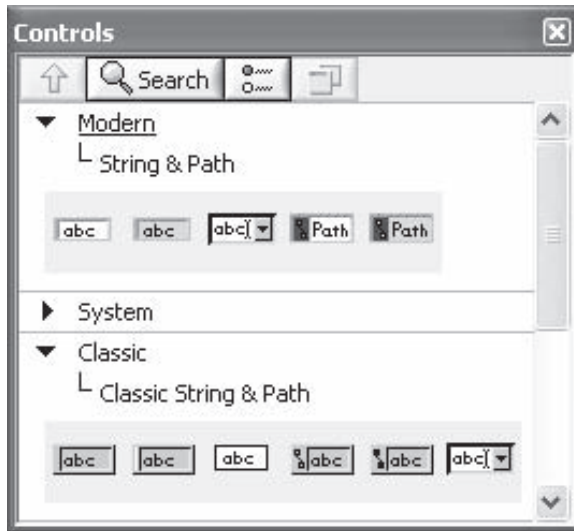 Controls
Search
Modern
String & Path
abc abc abc Path Path
System
Classic
Classic String & Path
abc abc abc abc abc abc